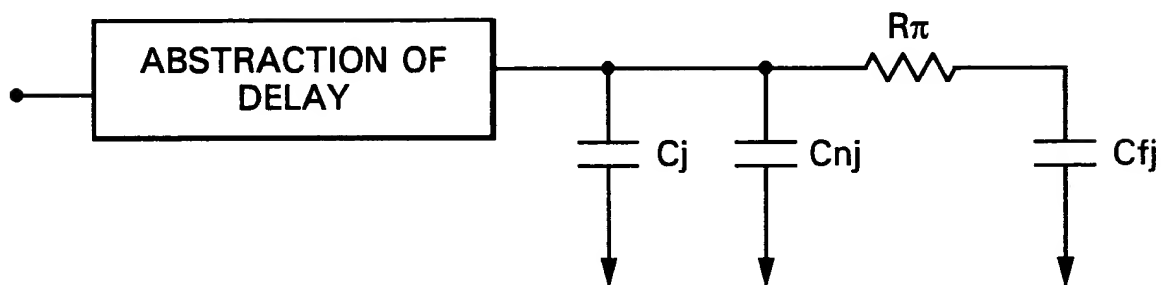 ABSTRACTION OF
DELAY
Rπ
Cj
Cnj
Cfj